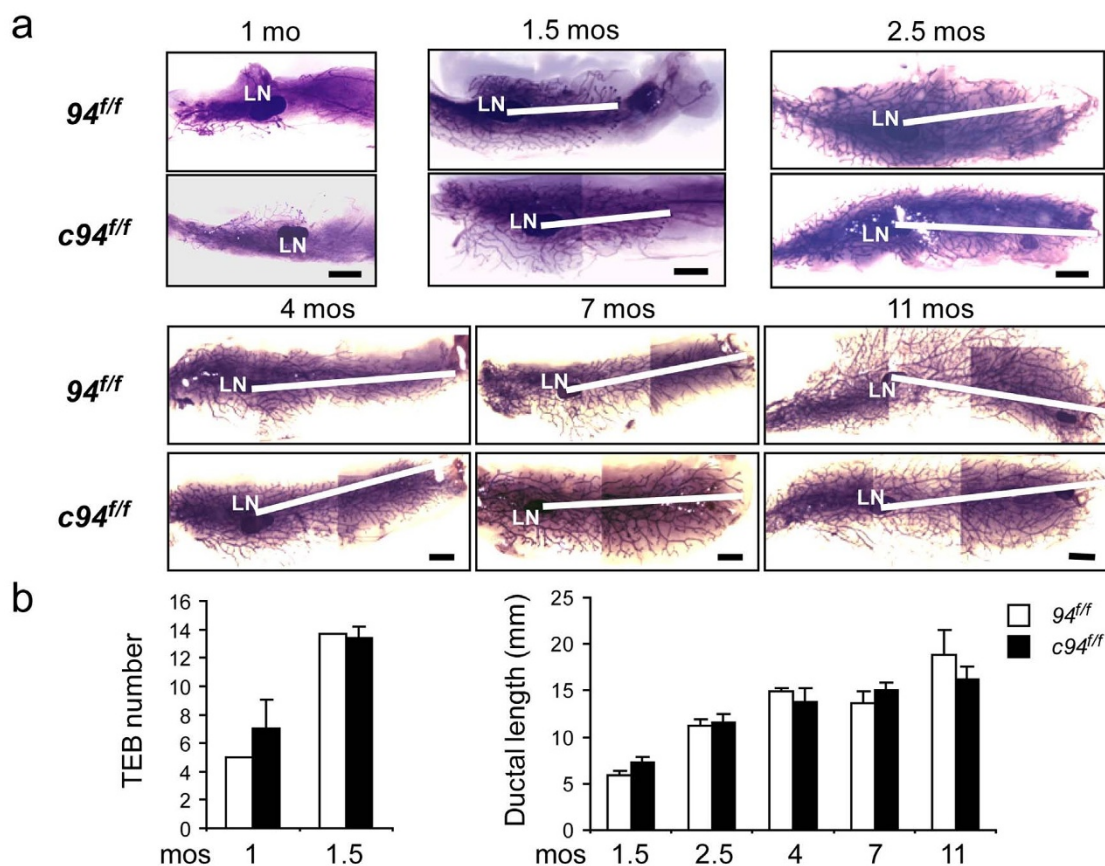 a
1 mo 1.5 mos 2.5 mos
94f/f LN LN LN
c94f/f LN LN LN
4 mos 7 mos 11 mos
94f/f LN LN LN
c94f/f LN LN LN
b
TEB number
16
14
12
10
8
6
4
2
0
mos 1 1.5
Ductal length (mm)
25
20
15
10
5
0
mos 1.5 2.5 4 7 11
94f/f
c94f/f